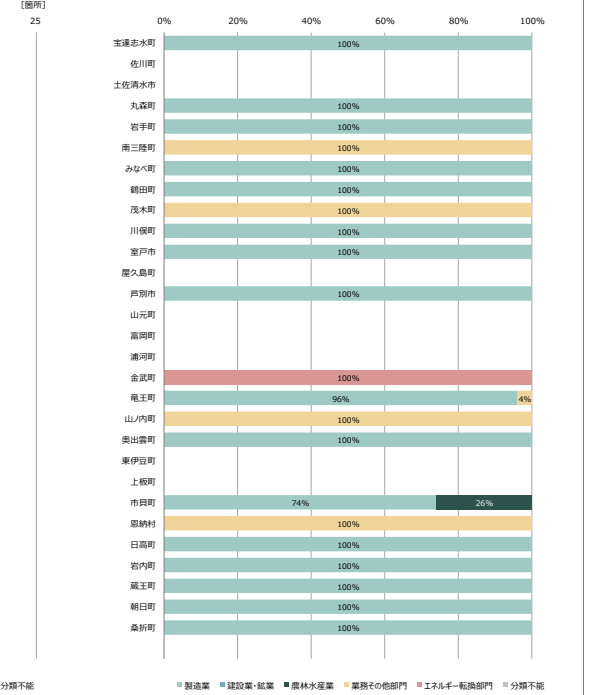 [箇所]
25 0% 20% 40% 60% 80% 100%
宝達志水町 100%
佐川町
土佐清水市
丸森町 100%
岩手町 100%
南三陸町 100%
みなべ町 100%
鶴田町 100%
茂木町 100%
川俣町 100%
室戸市 100%
屋久島町
芦別市 100%
山元町
富岡町
浦河町
金武町 100%
竜王町 96% 4%
山ノ内町 100%
奥出雲町 100%
東伊豆町
上板町
市貝町 74% 26%
恩納村 100%
日高町 100%
岩内町 100%
蔵王町 100%
朝日町 100%
桑折町 100%
分類不能 製造業 建設業・鉱業 農林水産業 業務その他部門 エネルギー転換部門 分類不能